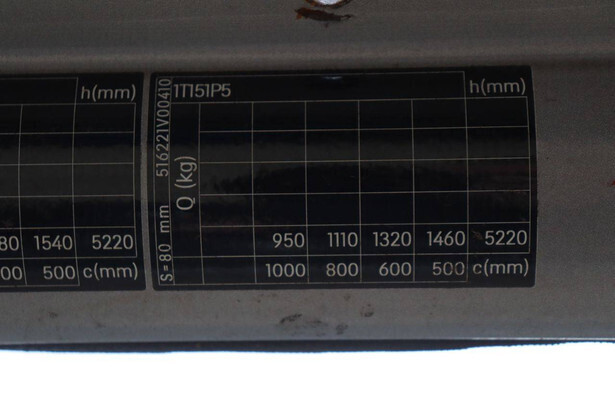 h(mm)
80 1540 5220
00 500 c(mm)
S=80 mm 516221V00410
1T151P5 h(mm)
Q (kg)
950 1110 1320 1460 5220
1000 800 600 500 c(mm)